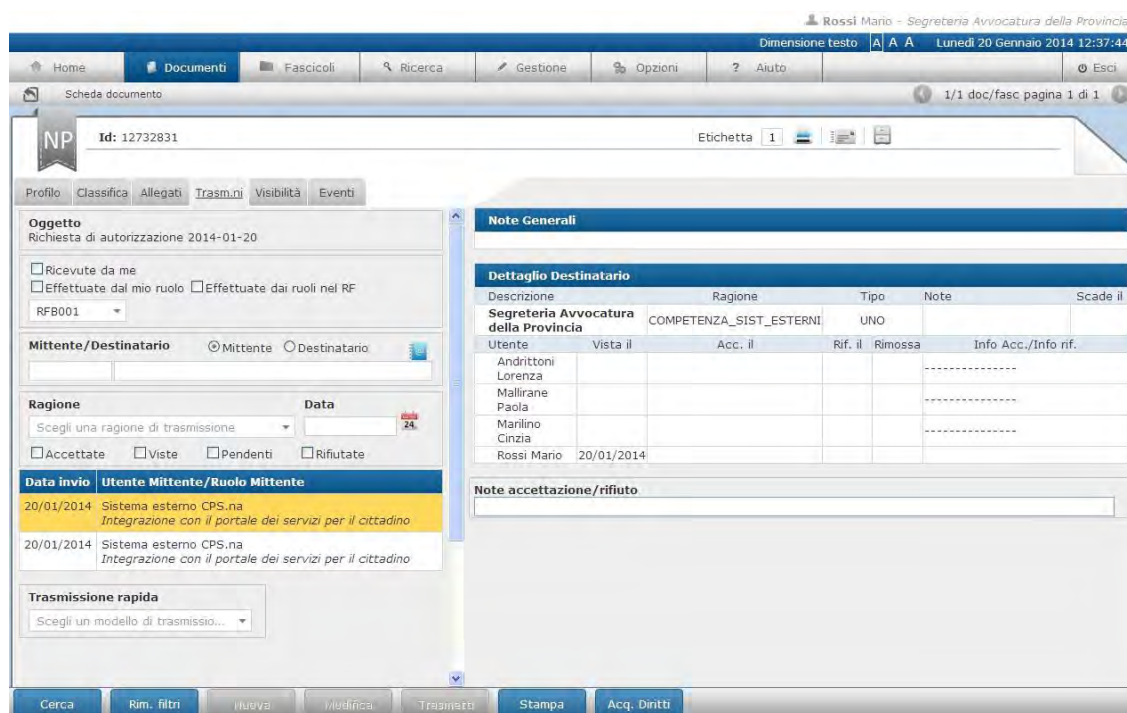 Rossi Mario - Segreteria Avvocatura della Provincia
Dimensione testo A A A Lunedì 20 Gennaio 2014 12:37:44
Home Documenti Fascicoli Ricerca Gestione Opzioni ? Aiuto Esci
Scheda documento 1/1 doc/fasc pagina 1 di 1
NP Id: 12732831 Etichetta 1
Profilo Classifica Allegati Trasm.ni Visibilità Eventi
Oggetto
Richiesta di autorizzazione 2014-01-20
Ricevute da me
Effettuate dal mio ruolo Effettuate dai ruoli nel RF
RFB001
Mittente/Destinatario Mittente Destinatario
Ragione Data
Scegli una ragione di trasmissione 24
Accettate Viste Pendenti Rifiutate
Data invio Utente Mittente/Ruolo Mittente
20/01/2014 Sistema esterno CPS.na
Integrazione con il portale dei servizi per il cittadino
20/01/2014 Sistema esterno CPS.na
Integrazione con il portale dei servizi per il cittadino
Trasmissione rapida
Scegli un modello di trasmissio...
Note Generali
Dettaglio Destinatario
Descrizione Ragione Tipo Note Scade il
Segreteria Avvocatura
della Provincia COMPETENZA_SIST_ESTERNI UNO
Utente Vista il Acc. il Rif. il Rimossa Info Acc./Info rif.
Andrittoni
Lorenza ---------------
Mallirane
Paola ---------------
Marilino
Cinzia ---------------
Rossi Mario 20/01/2014
Note accettazione/rifiuto
Cerca Rim. filtri Nuova Modifica Trasmetti Stampa Acq. Diritti